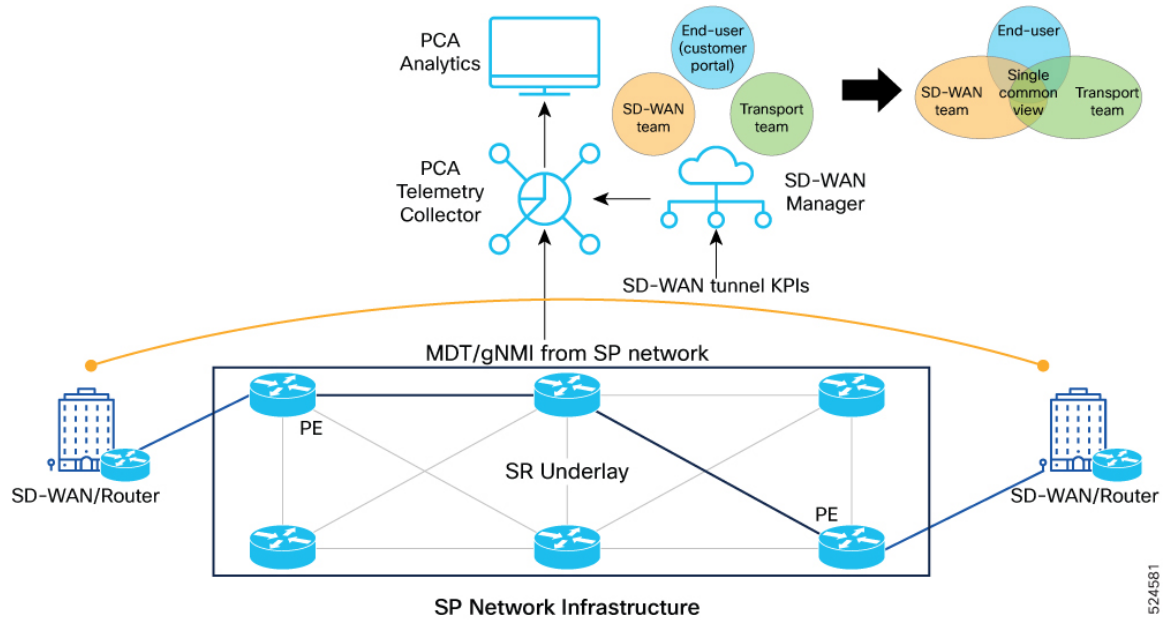 PCA
Analytics
End-user
(customer
portal)
SD-WAN
team
Transport
team
End-user
SD-WAN
team
Single
common
view
Transport
team
PCA
Telemetry
Collector
SD-WAN
Manager
SD-WAN tunnel KPIs
MDT/gNMI from SP network
PE
SR Underlay
PE
SD-WAN/Router
SD-WAN/Router
SP Network Infrastructure
524581